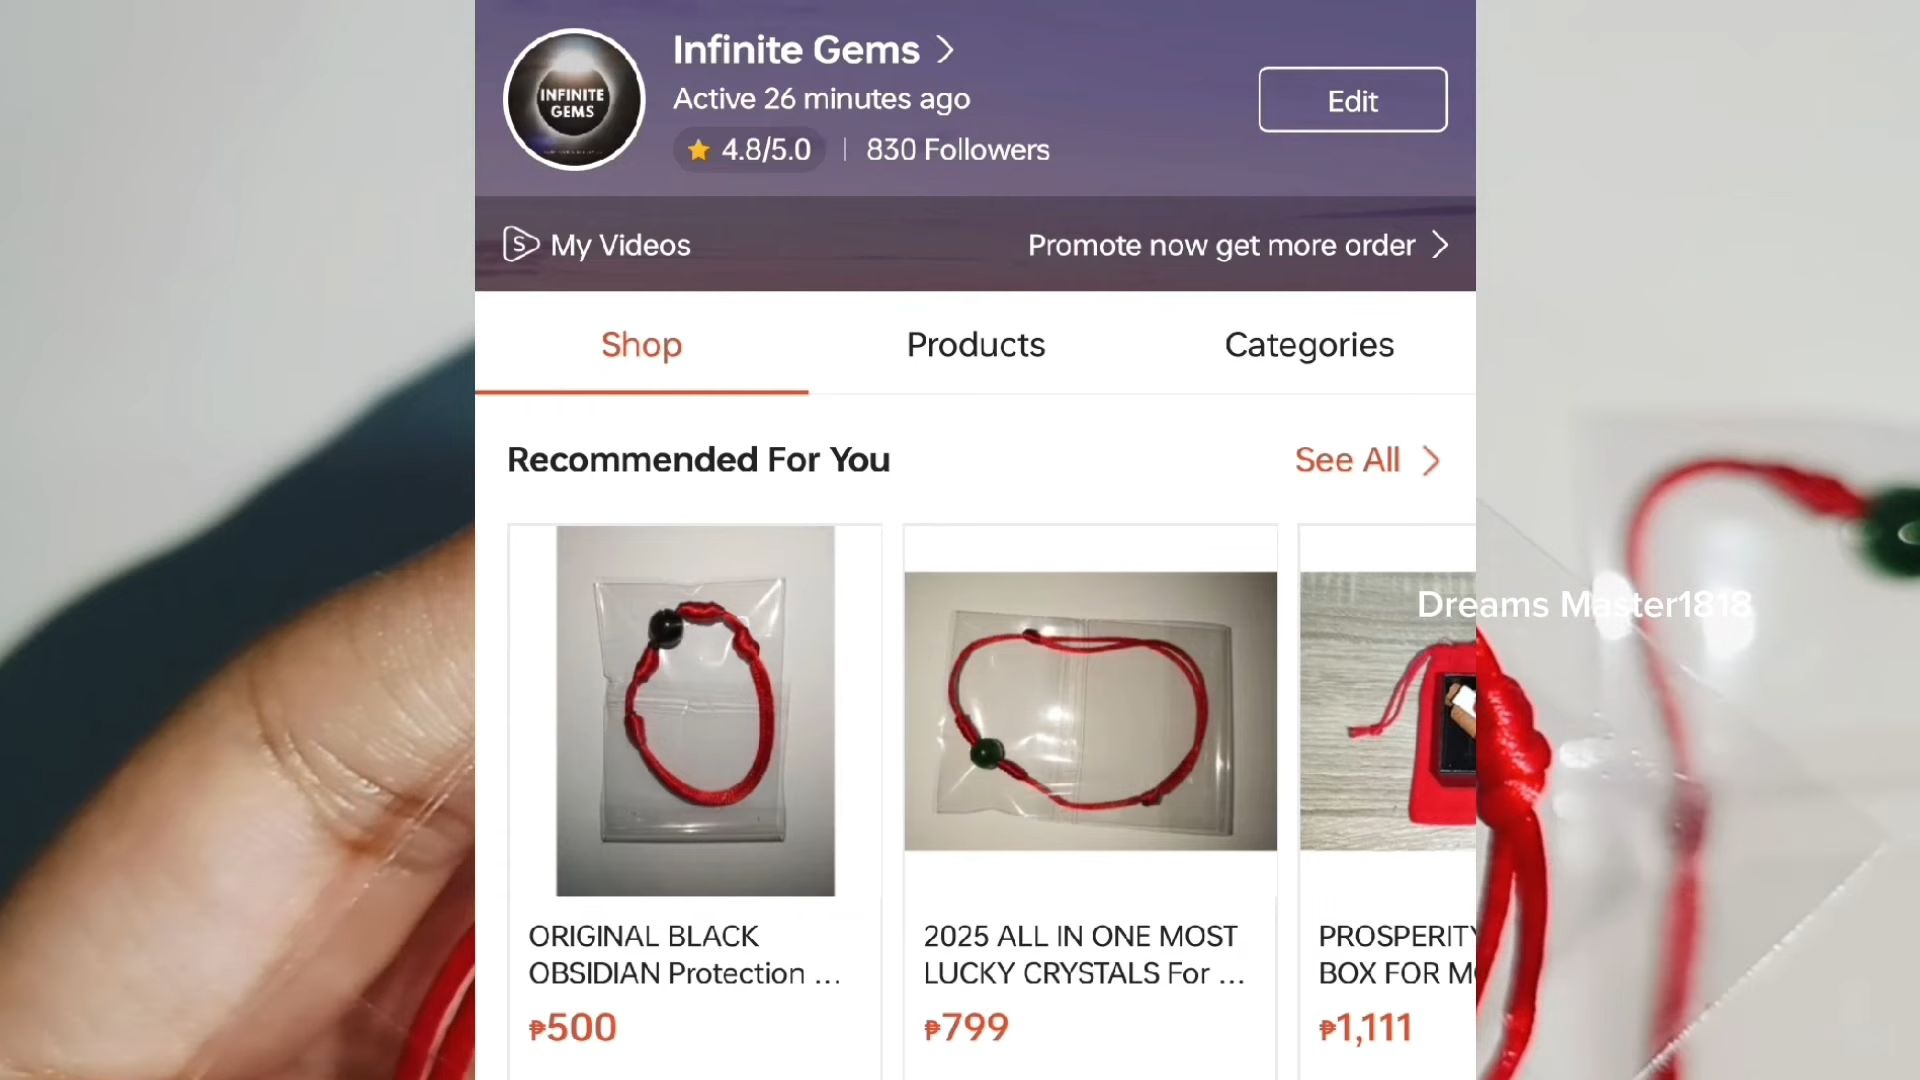 Infinite Gems
INFINITE
GEMS
Active 26 minutes ago
Edit
4.8/5.0
830 Followers
My Videos
Promote now get more order
Shop
Products
Categories
Recommended For You
See All
Dreams Master1818
ORIGINAL BLACK
OBSIDIAN Protection ...
₱500
2025 ALL IN ONE MOST
LUCKY CRYSTALS For ...
₱799
PROSPERITY
BOX FOR
₱1,111